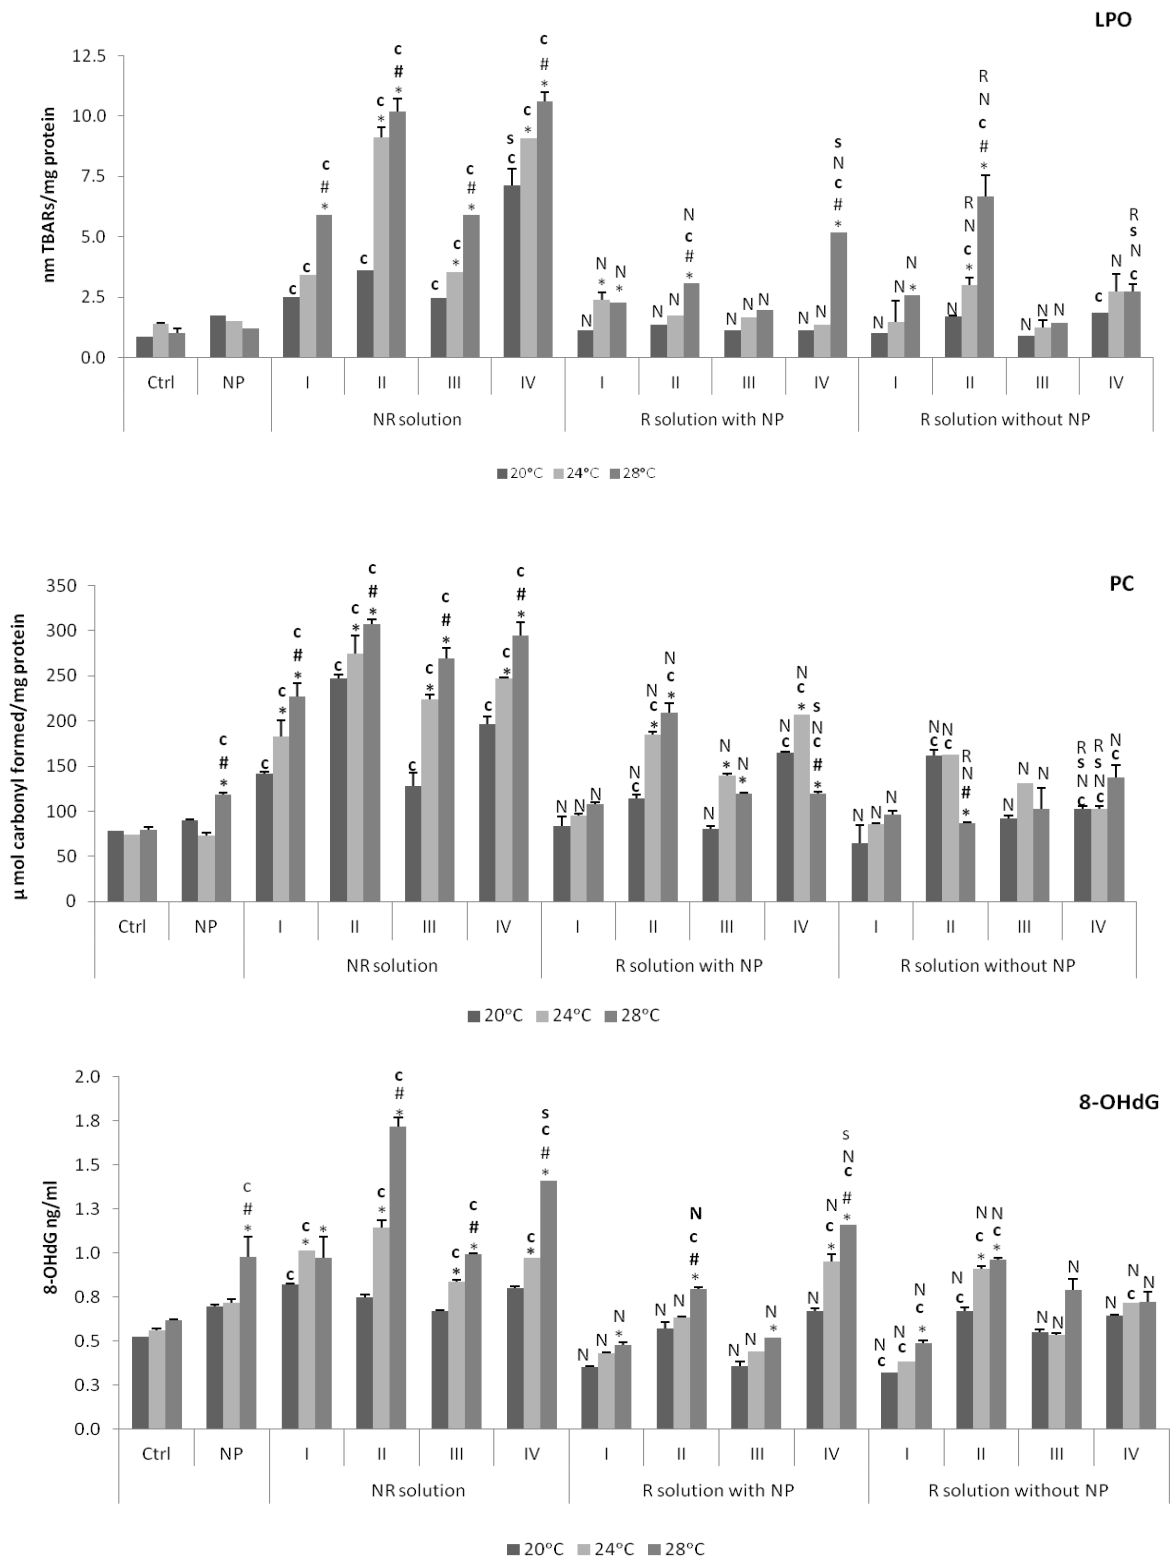 LPO
nm TBARs/mg protein
12.5
10.0
7.5
5.0
2.5
0.0
c
c
c
#
*
c
c
*
c
#
*
c
c
*
c
#
*
s
c
c
*
c
#
*
N
N
*
N
*
N
N
N
c
#
*
N
N
N
N
N
s
N
c
#
*
N
N
N
*
N
R
N
c
*
R
N
c
#
*
N
N
N
c
N
R
s
N
c
Ctrl NP I II III IV I II III IV I II III IV
NR solution R solution with NP R solution without NP
20°C 24°C 28°C
PC
µmol carbonyl formed/mg protein
350
300
250
200
150
100
50
0
c
#
*
c
c
*
c
#
*
c
c
*
c
#
*
c
c
*
c
#
*
c
c
*
c
#
*
N
N
N
N
c
N
c
*
N
c
*
N
N
*
N
*
N
c
N
c
*
s
N
c
#
*
N
N
N
N
c
N
c
R
N
#
*
N
N
N
R
s
N
c
R
s
N
c
N
c
Ctrl NP I II III IV I II III IV I II III IV
NR solution R solution with NP R solution without NP
20°C 24°C 28°C
8-OHdG
8-OHdG ng/ml
2.0
1.8
1.5
1.3
1.0
0.8
0.5
0.3
0.0
c
#
*
c
c
*
*
c
*
c
#
*
c
*
c
#
*
c
*
s
c
#
*
N
N
N
*
N
N
N
c
#
*
N
N
N
*
N
N
c
*
s
N
c
#
*
N
c
N
c
N
c
*
N
c
N
c
*
N
c
*
N
N
N
N
N
c
N
Ctrl NP I II III IV I II III IV I II III IV
NR solution R solution with NP R solution without NP
20°C 24°C 28°C